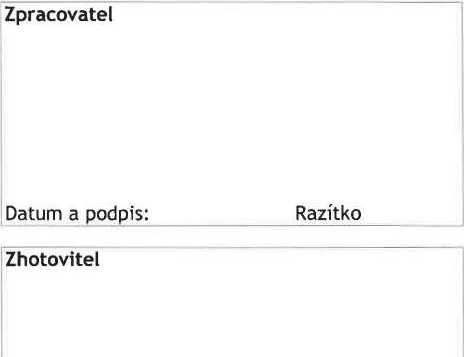 Zpracovatel
Datum a podpis: Razítko
Zhotovitel